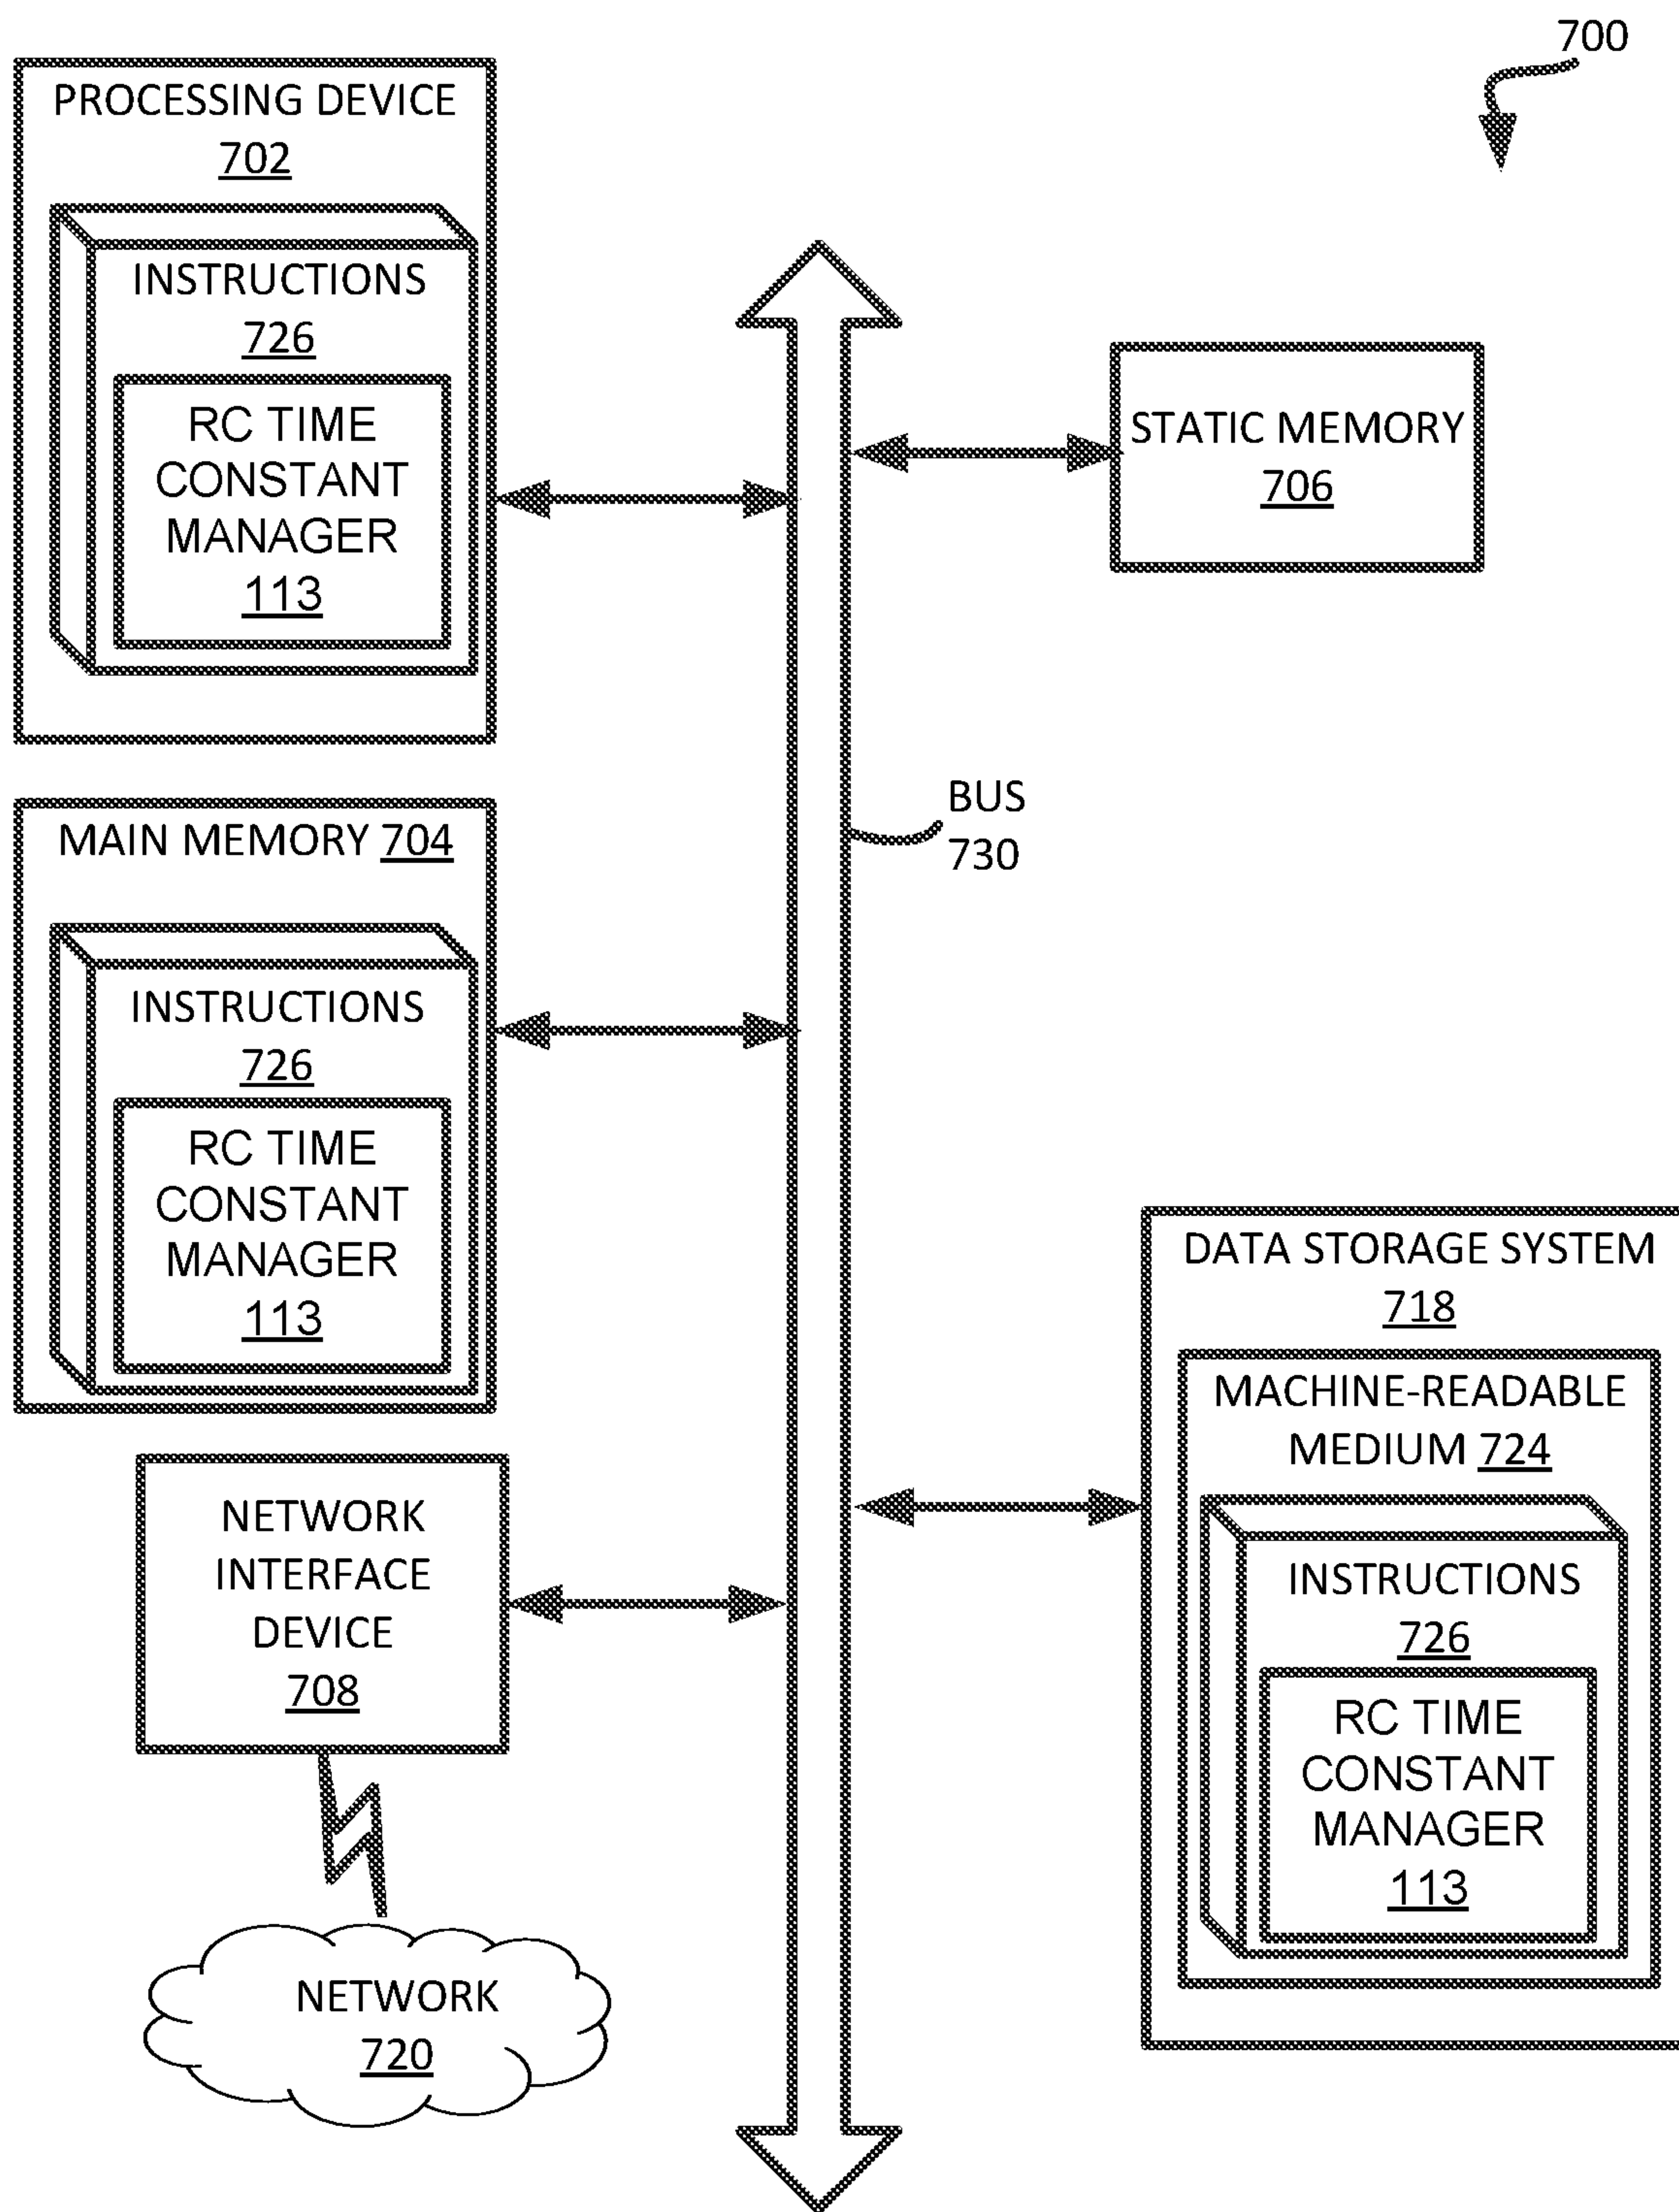 700
PROCESSING DEVICE
702
INSTRUCTIONS
726
RC TIME
CONSTANT
MANAGER
113
STATIC MEMORY
706
BUS
730
MAIN MEMORY 704
INSTRUCTIONS
726
RC TIME
CONSTANT
MANAGER
113
DATA STORAGE SYSTEM
718
MACHINE-READABLE
MEDIUM 724
INSTRUCTIONS
726
RC TIME
CONSTANT
MANAGER
113
NETWORK
INTERFACE
DEVICE
708
NETWORK
720